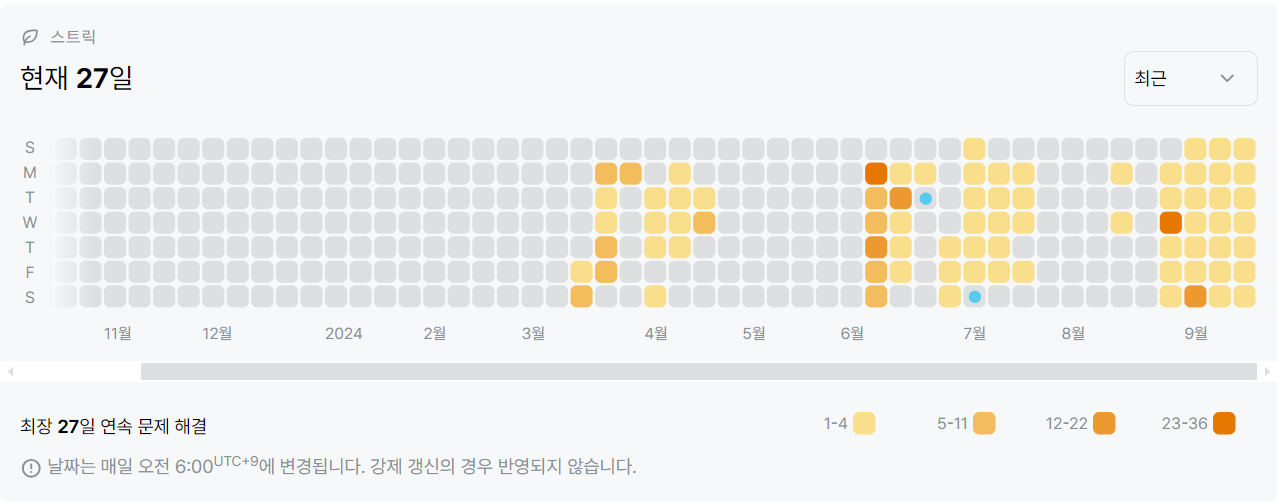 스트릭
현재 27일
최근
S
M
T
W
T
F
S
11월 12월 2024 2월 3월 4월 5월 6월 7월 8월 9월
최장 27일 연속 문제 해결
1-4 5-11 12-22 23-36
날짜는 매일 오전 6:00UTC+9에 변경됩니다. 강제 갱신의 경우 반영되지 않습니다.